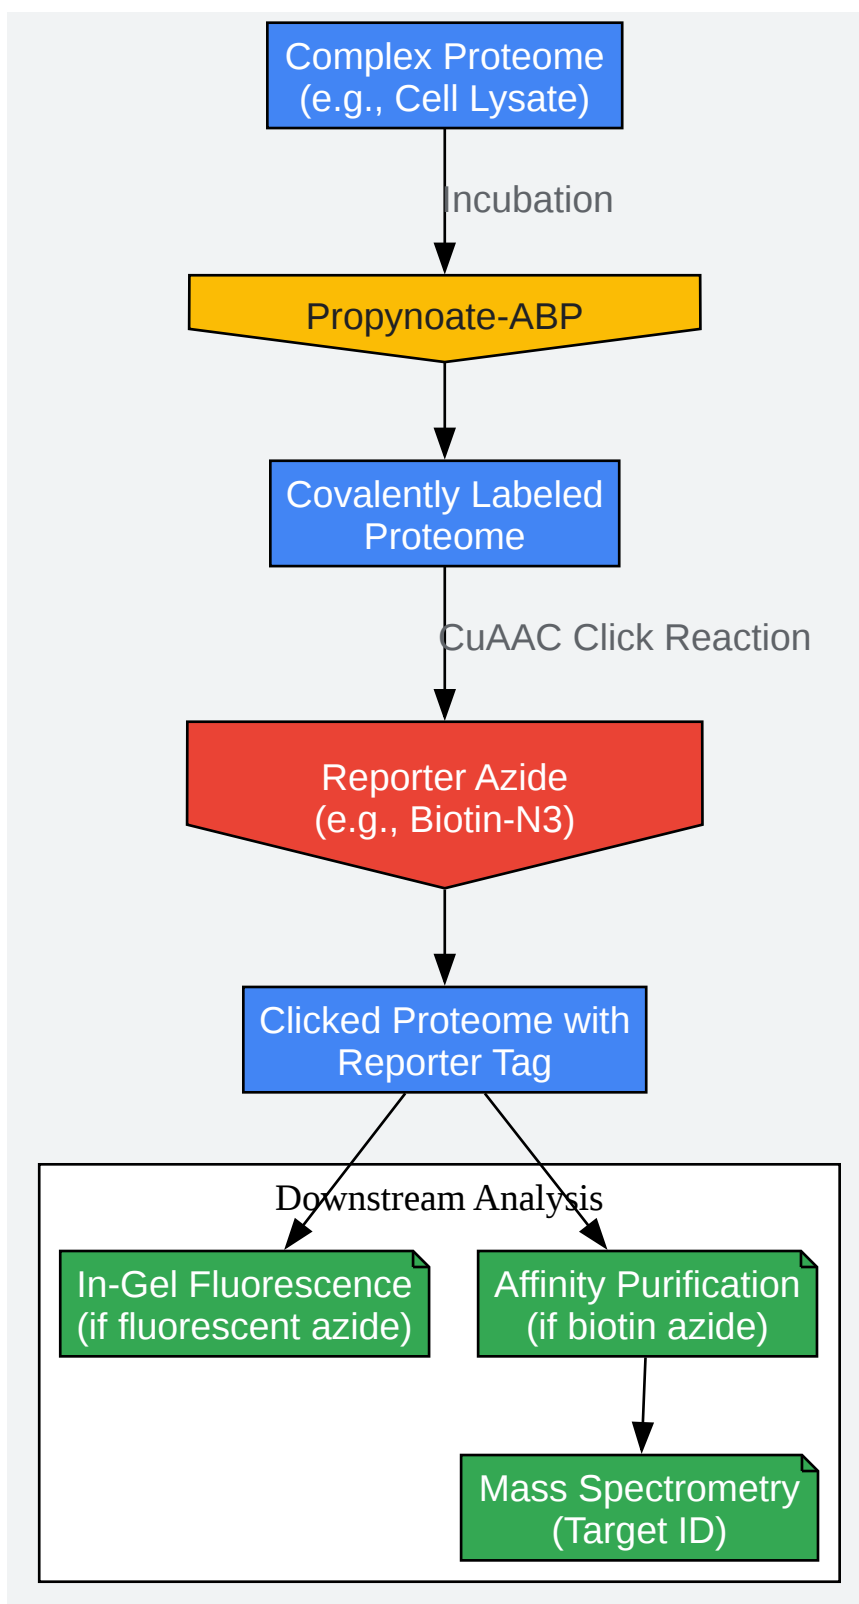 Complex Proteome
(e.g., Cell Lysate)
Incubation
Propynoate-ABP
Covalently Labeled
Proteome
CuAAC Click Reaction
Reporter Azide
(e.g., Biotin-N3)
Clicked Proteome with
Reporter Tag
Downstream Analysis
In-Gel Fluorescence
(if fluorescent azide)
Affinity Purification
(if biotin azide)
Mass Spectrometry
(Target ID)